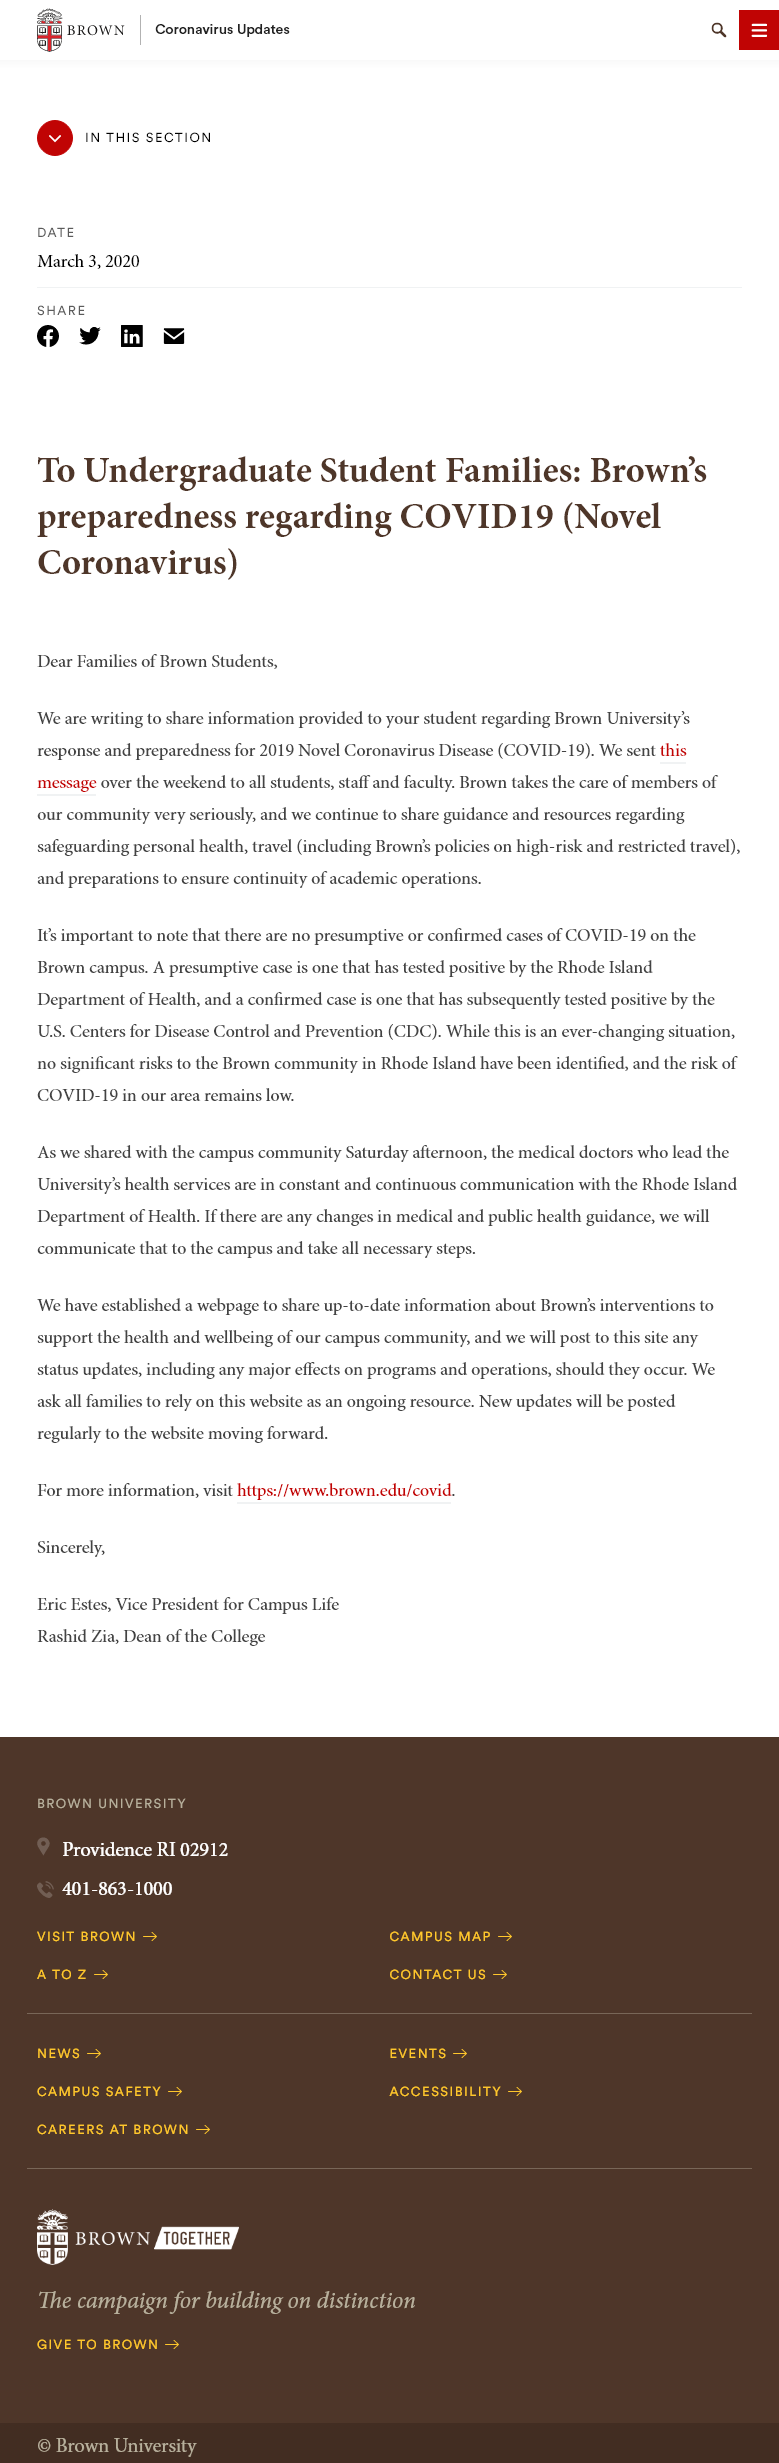 BROWN
Coronavirus Updates
IN THIS SECTION
DATE
March 3, 2020
SHARE
To Undergraduate Student Families: Brown’s
preparedness regarding COVID19 (Novel
Coronavirus)
Dear Families of Brown Students,
We are writing to share information provided to your student regarding Brown University’s
response and preparedness for 2019 Novel Coronavirus Disease (COVID-19). We sent this
message over the weekend to all students, staff and faculty. Brown takes the care of members of
our community very seriously, and we continue to share guidance and resources regarding
safeguarding personal health, travel (including Brown’s policies on high-risk and restricted travel),
and preparations to ensure continuity of academic operations.
It’s important to note that there are no presumptive or confirmed cases of COVID-19 on the
Brown campus. A presumptive case is one that has tested positive by the Rhode Island
Department of Health, and a confirmed case is one that has subsequently tested positive by the
U.S. Centers for Disease Control and Prevention (CDC). While this is an ever-changing situation,
no significant risks to the Brown community in Rhode Island have been identified, and the risk of
COVID-19 in our area remains low.
As we shared with the campus community Saturday afternoon, the medical doctors who lead the
University’s health services are in constant and continuous communication with the Rhode Island
Department of Health. If there are any changes in medical and public health guidance, we will
communicate that to the campus and take all necessary steps.
We have established a webpage to share up-to-date information about Brown’s interventions to
support the health and wellbeing of our campus community, and we will post to this site any
status updates, including any major effects on programs and operations, should they occur. We
ask all families to rely on this website as an ongoing resource. New updates will be posted
regularly to the website moving forward.
For more information, visit https://www.brown.edu/covid.
Sincerely,
Eric Estes, Vice President for Campus Life
Rashid Zia, Dean of the College
BROWN UNIVERSITY
Providence RI 02912
401-863-1000
VISIT BROWN
CAMPUS MAP
A TO Z
CONTACT US
NEWS
EVENTS
CAMPUS SAFETY
ACCESSIBILITY
CAREERS AT BROWN
BROWN TOGETHER
The campaign for building on distinction
GIVE TO BROWN
© Brown University